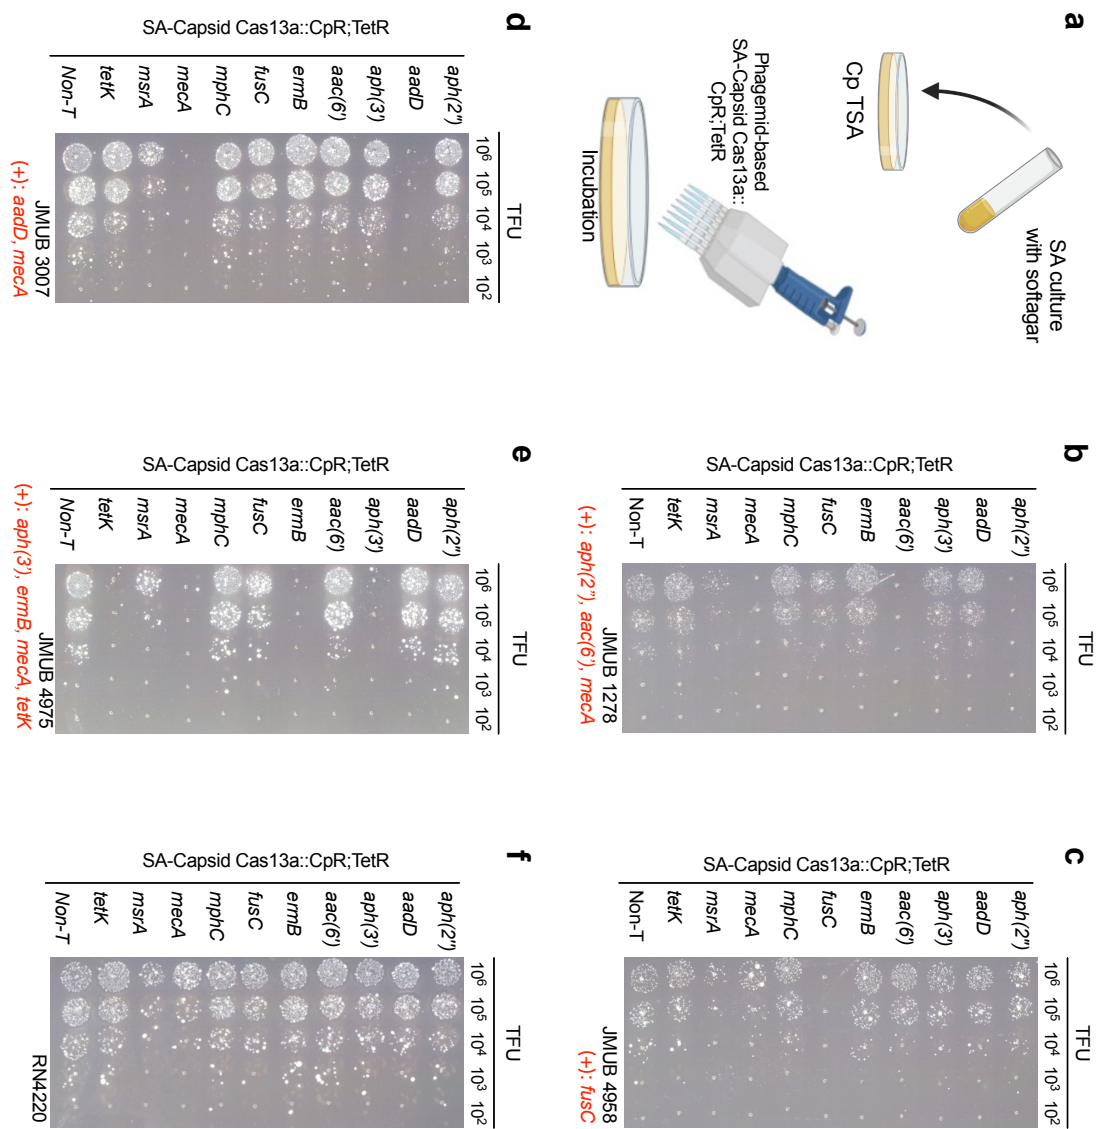 a
SA culture
with softagar
Cp TSA
Phagemid-based
SA-Capsid Cas13a::
CpR;TetR
Incubation
b
SA-Capsid Cas13a::CpR;TetR
TFU
10⁶ 10⁵ 10⁴ 10³ 10²
aph(2")
aadD
aph(3')
aac(6')
ermB
fusC
mphC
mecA
msrA
tetK
Non-T
JMUB 1278
(+): aph(2"), aac(6'), mecA
c
SA-Capsid Cas13a::CpR;TetR
TFU
10⁶ 10⁵ 10⁴ 10³ 10²
aph(2")
aadD
aph(3')
aac(6')
ermB
fusC
mphC
mecA
msrA
tetK
Non-T
JMUB 4958
(+): fusC
d
SA-Capsid Cas13a::CpR;TetR
TFU
10⁶ 10⁵ 10⁴ 10³ 10²
aph(2")
aadD
aph(3')
aac(6')
ermB
fusC
mphC
mecA
msrA
tetK
Non-T
JMUB 3007
(+): aadD, mecA
e
SA-Capsid Cas13a::CpR;TetR
TFU
10⁶ 10⁵ 10⁴ 10³ 10²
aph(2")
aadD
aph(3')
aac(6')
ermB
fusC
mphC
mecA
msrA
tetK
Non-T
JMUB 4975
(+): aph(3'), ermB, mecA, tetK
f
SA-Capsid Cas13a::CpR;TetR
TFU
10⁶ 10⁵ 10⁴ 10³ 10²
aph(2")
aadD
aph(3')
aac(6')
ermB
fusC
mphC
mecA
msrA
tetK
Non-T
RN4220